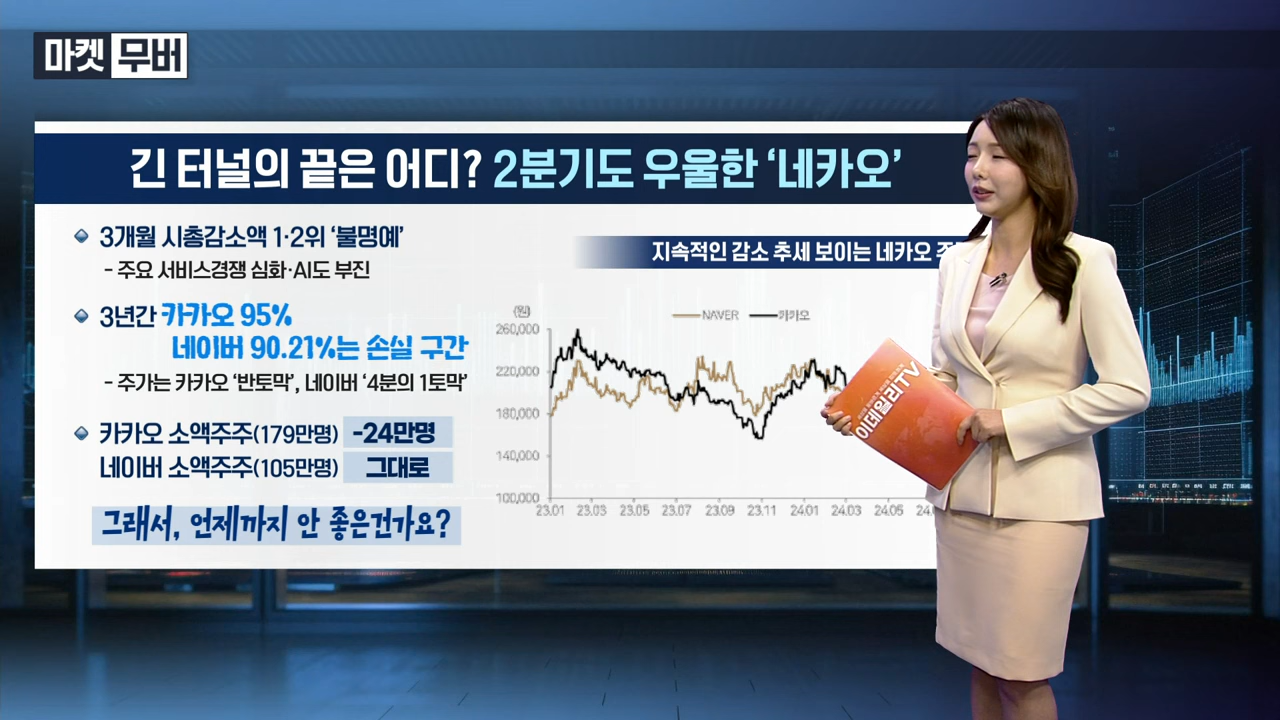 마켓무버
긴 터널의 끝은 어디? 2분기도 우울한 ‘네카오’
3개월 시총감소액 1·2위 ‘불명예’
- 주요 서비스경쟁 심화·AI도 부진
3년간 카카오 95%
네이버 90.21%는 손실 구간
- 주가는 카카오 ‘반토막’, 네이버 ‘4분의 1토막’
카카오 소액주주(179만명) -24만명
네이버 소액주주(105만명) 그대로
그래서, 언제까지 안 좋은건가요?
지속적인 감소 추세 보이는 네카오
(원)
NAVER 카카오
260,000
220,000
180,000
140,000
100,000
23.01 23.03 23.05 23.07 23.09 23.11 24.01 24.03 24.05
이데일리TV